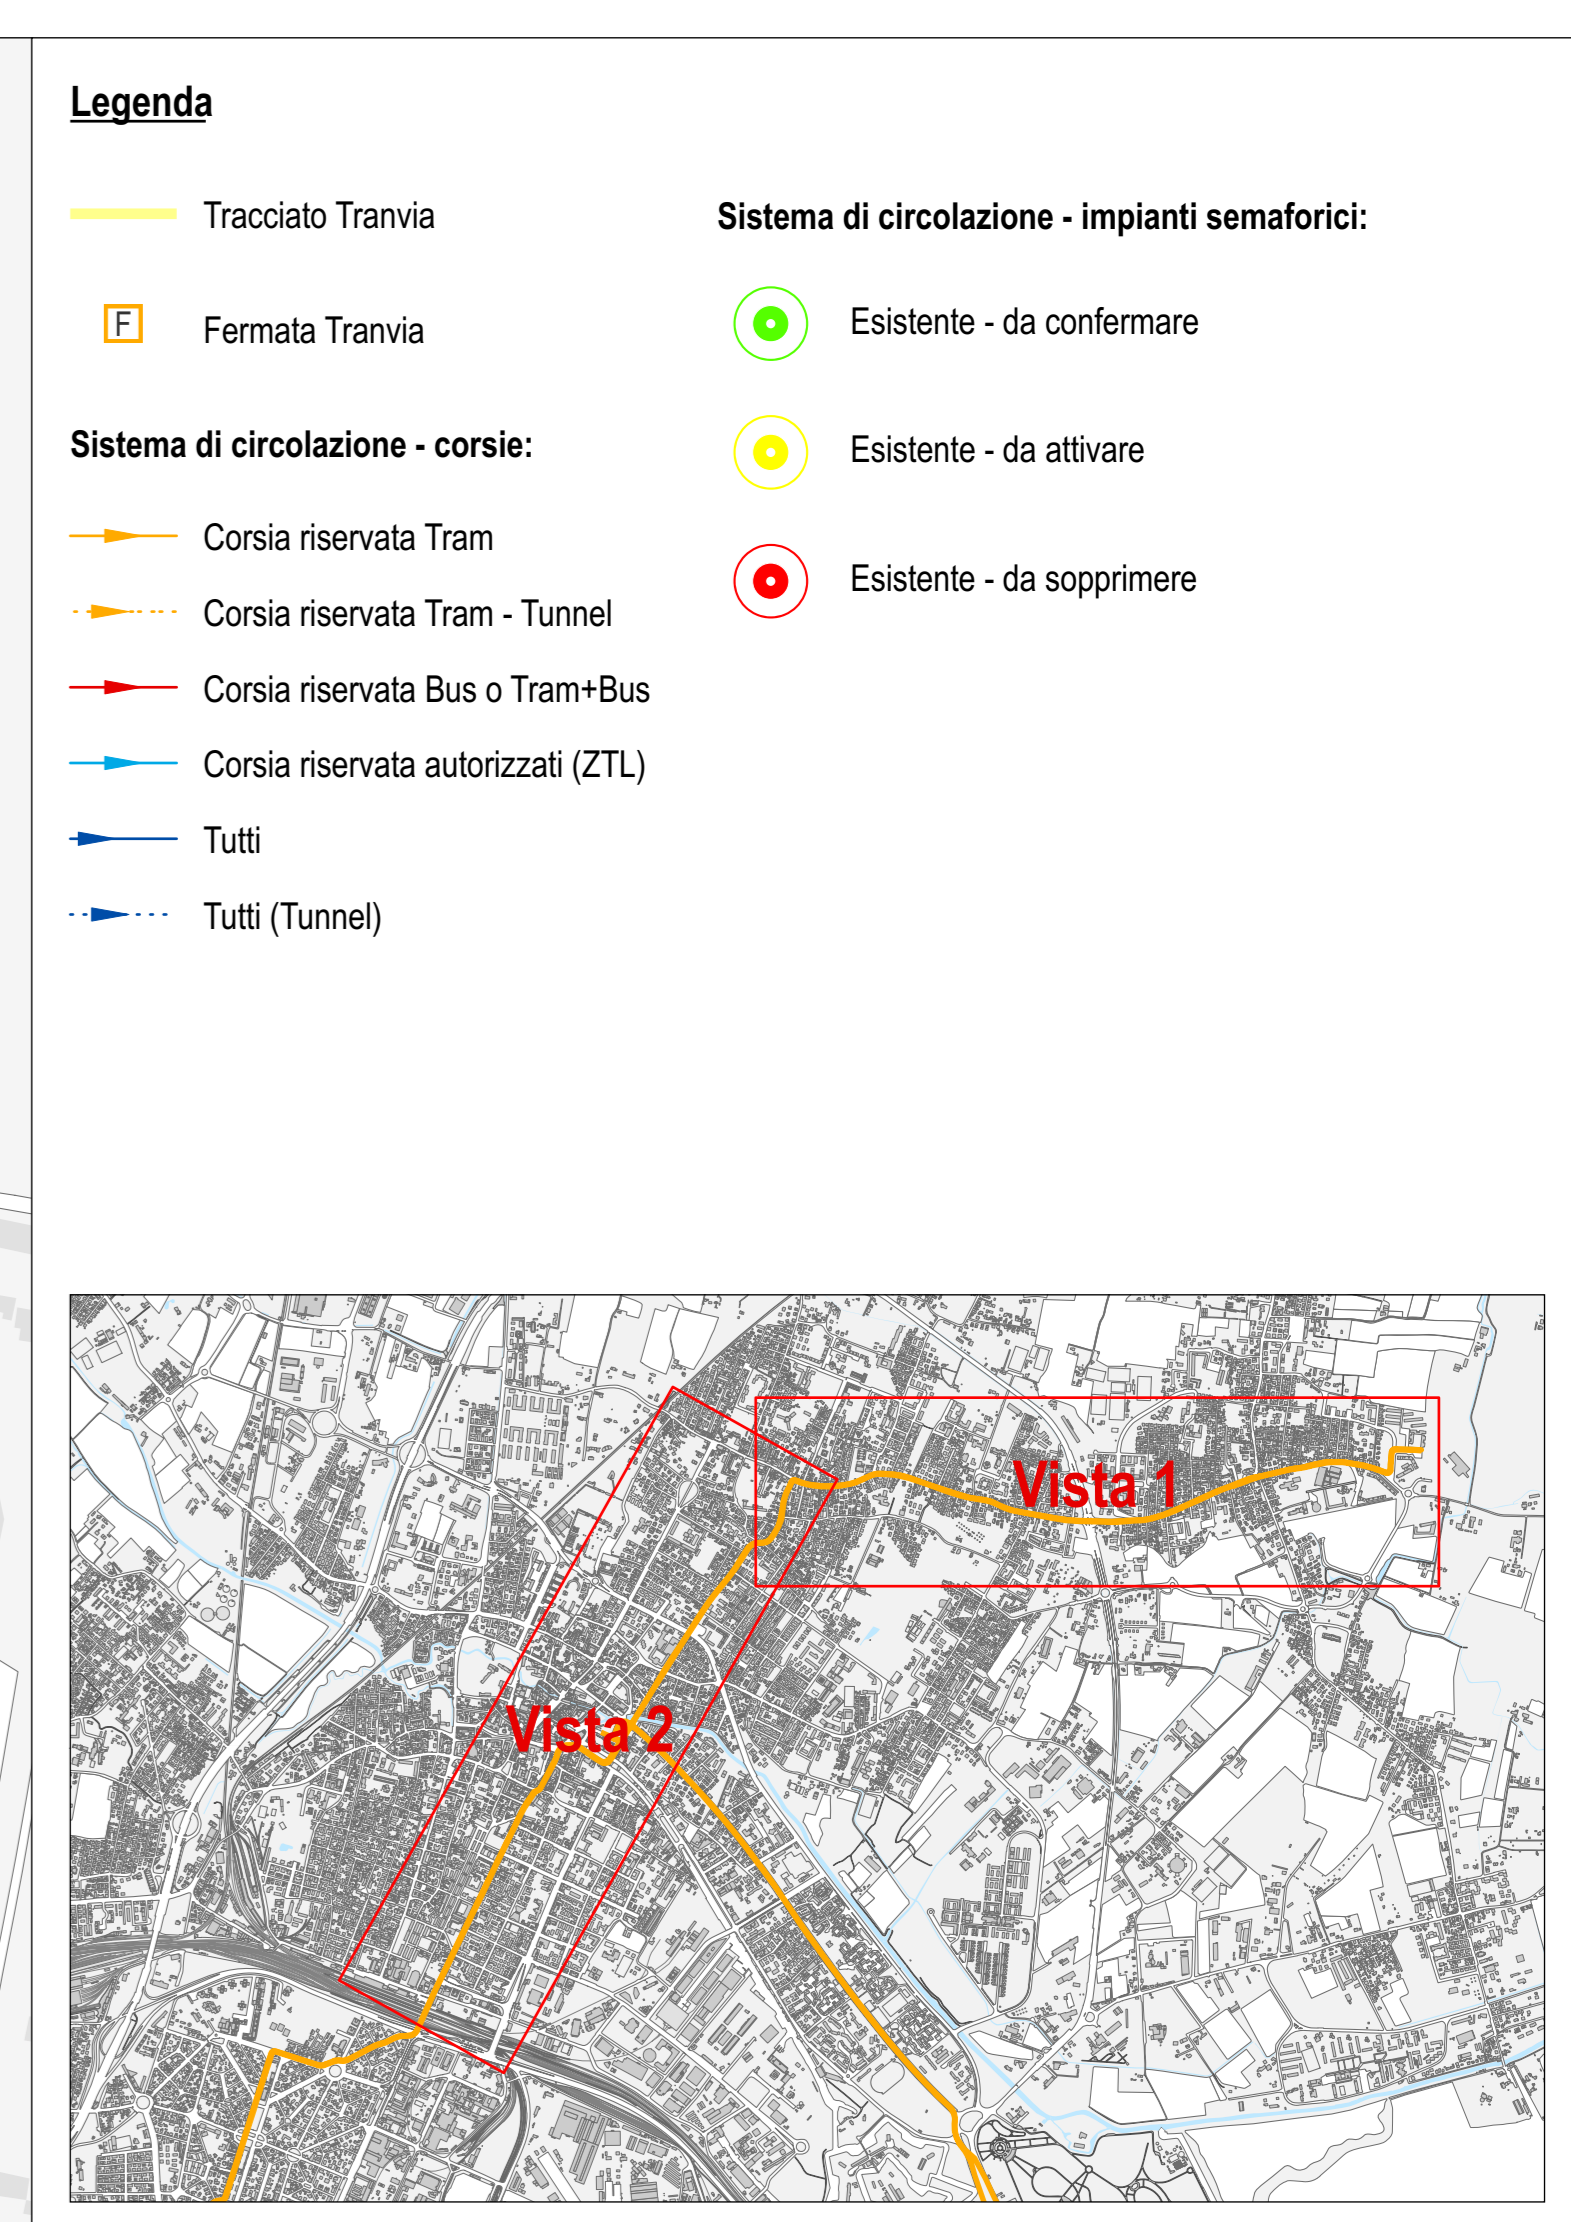 Legenda
Tracciato Tranvia
F
Fermata Tranvia
Sistema di circolazione - corsie:
Corsia riservata Tram
Corsia riservata Tram - Tunnel
Corsia riservata Bus o Tram+Bus
Corsia riservata autorizzati (ZTL)
Tutti
Tutti (Tunnel)
Sistema di circolazione - impianti semaforici:
Esistente - da confermare
Esistente - da attivare
Esistente - da sopprimere
Vista 1
Vista 2